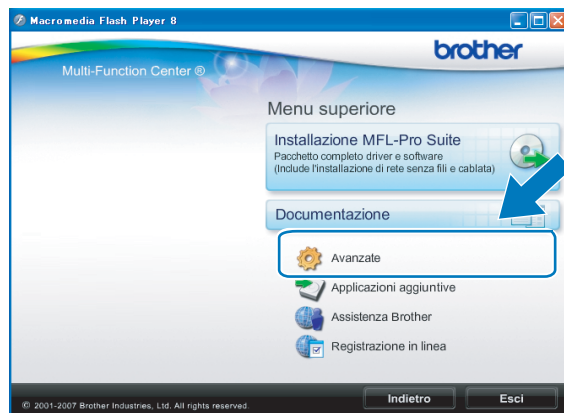 Macromedia Flash Player 8
brother
Multi-Function Center ®
Menu superiore
Installazione MFL-Pro Suite
Pacchetto completo driver e software
(Include l'installazione di rete senza fili e cablata)
Documentazione
Avanzate
Applicazioni aggiuntive
Assistenza Brother
Registrazione in linea
Indietro
Esci
© 2001-2007 Brother Industries, Ltd. All rights reserved.